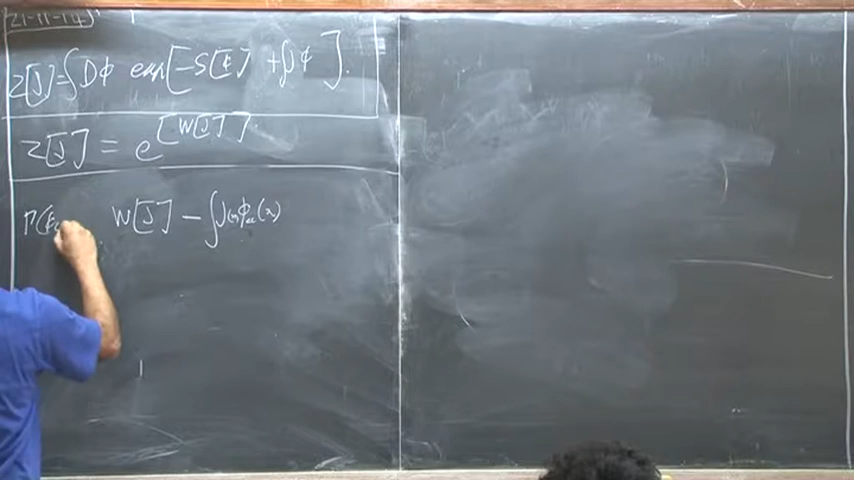 21-11-14
Z[J]=∫Dϕ exp[-S[ϕ] + ∫Jϕ].
Z[J] = e^[W[J]]
Γ[ϕ W[J] - ∫J(x)ϕcl(x)